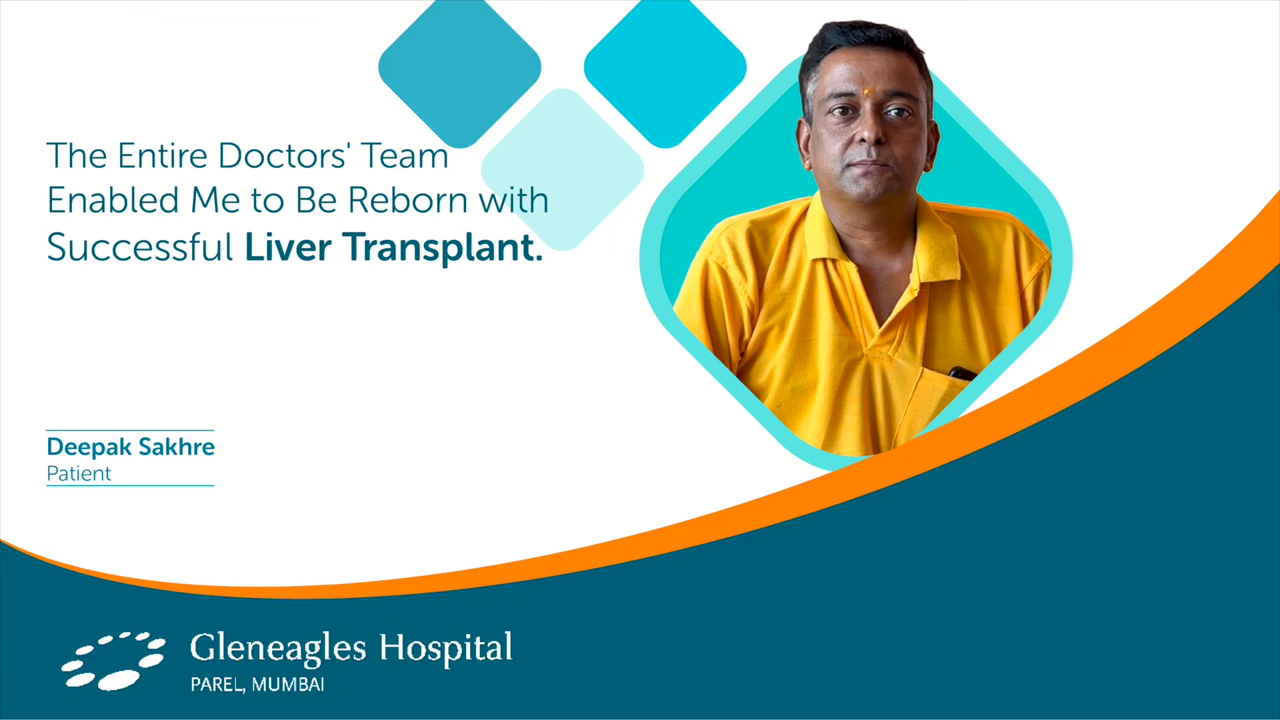 The Entire Doctors' Team
Enabled Me to Be Reborn with
Successful Liver Transplant.
Deepak Sakhre
Patient
Gleneagles Hospital
PAREL, MUMBAI